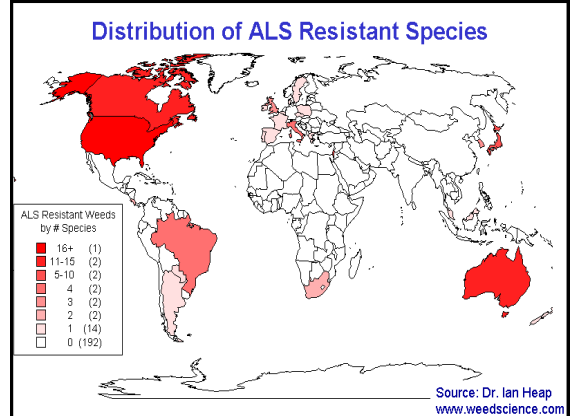 Distribution of ALS Resistant Species
ALS Resistant Weeds
by # Species
16+ (1)
11-15 (2)
5-10 (2)
4 (2)
3 (2)
2 (2)
1 (14)
0 (192)
Source: Dr. Ian Heap
www.weedscience.com